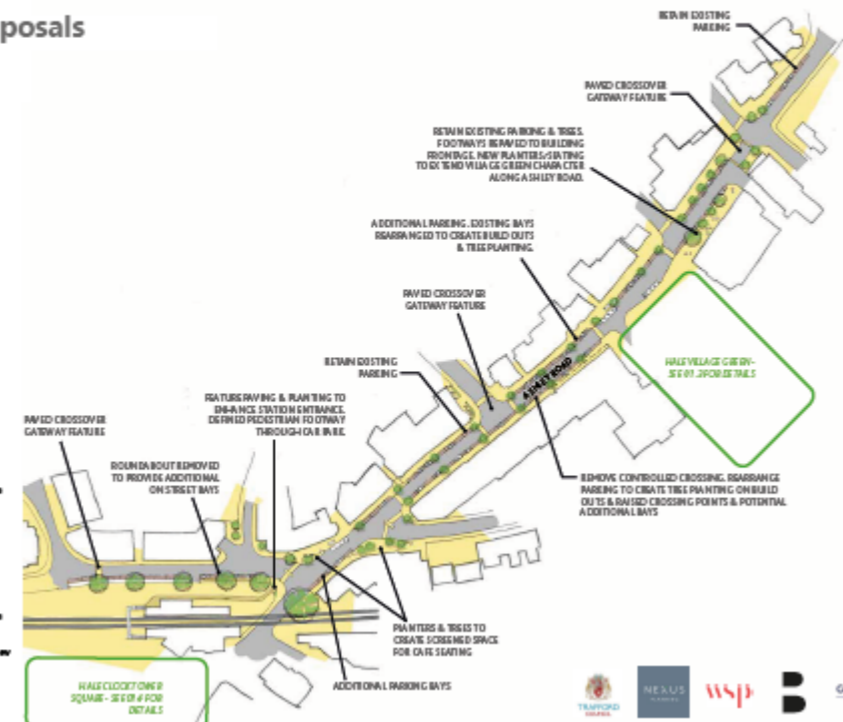 posals
RETAIN EXISTING
PARKING
PAVED CROSSOVER
GATEWAY FEATURE
RETAIN EXISTING PARKING & TREES.
FOOTWAYS REPAVED TO BUILDING
FRONTAGE. NEW PLANTERS/SEATING
TO EXTEND VILLAGE GREEN CHARACTER
ALONG ASHLEY ROAD.
ADDITIONAL PARKING. EXISTING BAYS
REARRANGED TO CREATE BUILD OUTS
& TREE PLANTING.
PAVED CROSSOVER
GATEWAY FEATURE
RETAIN EXISTING
PARKING
ASHLEY ROAD
HALE VILLAGE GREEN-
SEE 01.3 FOR DETAILS
FEATURE PAVING & PLANTING TO
ENHANCE STATION ENTRANCE.
DEFINED PEDESTRIAN FOOTWAY
THROUGH CAR PARK.
PAVED CROSSOVER
GATEWAY FEATURE
ROUNDABOUT REMOVED
TO PROVIDE ADDITIONAL
ON STREET BAYS
REMOVE CONTROLLED CROSSING. REARRANGE
PARKING TO CREATE TREE PLANTING ON BUILD
OUTS & RAISED CROSSING POINTS & POTENTIAL
ADDITIONAL BAYS
PLANTERS & TREES TO
CREATE SCREENED SPACE
FOR CAFE SEATING
ADDITIONAL PARKING BAYS
HALE CLOCK TOWER
SQUARE- SEE 01.4 FOR
DETAILS
TRAFFORD
COUNCIL
NEXUS
PLANNING
wsp